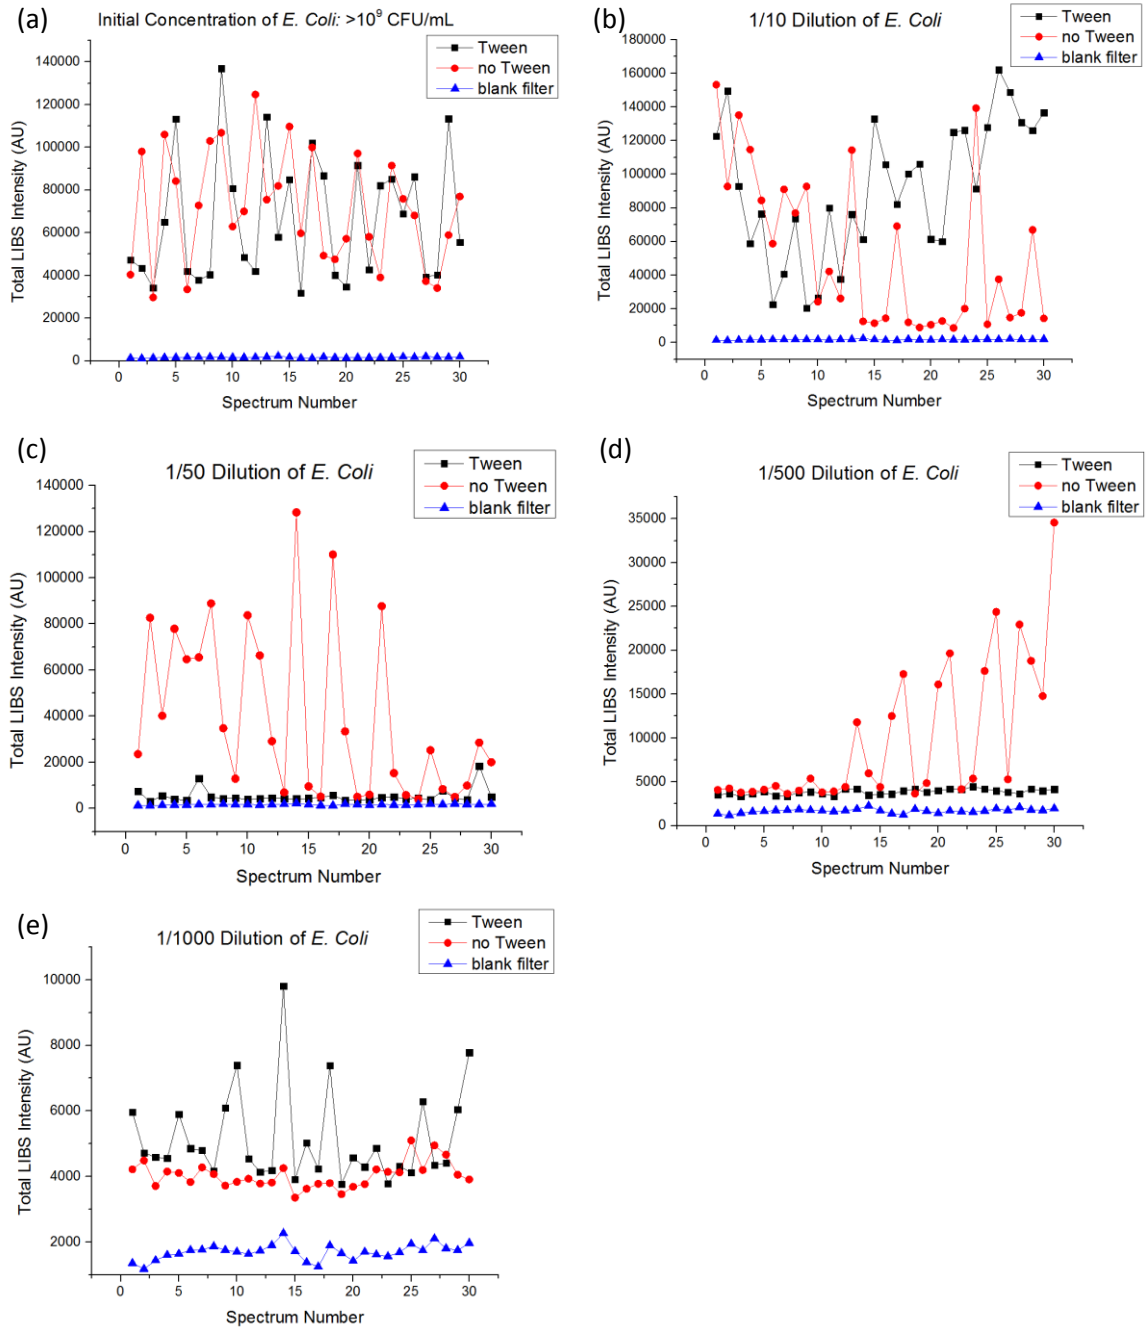 (a)
Initial Concentration of E. Coli: >10⁹ CFU/mL
Tween
no Tween
blank filter
Total LIBS Intensity (AU)
140000
120000
100000
80000
60000
40000
20000
0
0 5 10 15 20 25 30
Spectrum Number
(b)
1/10 Dilution of E. Coli
Tween
no Tween
blank filter
Total LIBS Intensity (AU)
180000
160000
140000
120000
100000
80000
60000
40000
20000
0
0 5 10 15 20 25 30
Spectrum Number
(c)
1/50 Dilution of E. Coli
Tween
no Tween
blank filter
Total LIBS Intensity (AU)
140000
120000
100000
80000
60000
40000
20000
0
0 5 10 15 20 25 30
Spectrum Number
(d)
1/500 Dilution of E. Coli
Tween
no Tween
blank filter
Total LIBS Intensity (AU)
35000
30000
25000
20000
15000
10000
5000
0
0 5 10 15 20 25 30
Spectrum Number
(e)
1/1000 Dilution of E. Coli
Tween
no Tween
blank filter
Total LIBS Intensity (AU)
10000
8000
6000
4000
2000
0 5 10 15 20 25 30
Spectrum Number